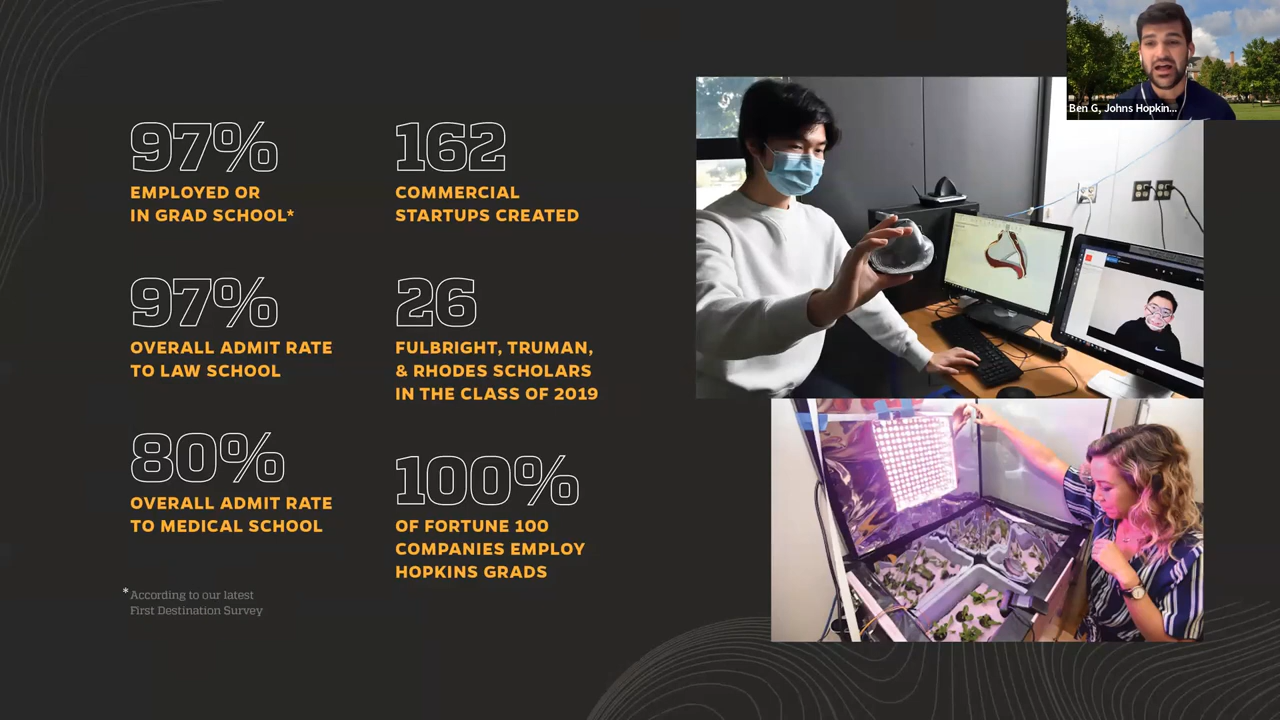 97%
EMPLOYED OR
IN GRAD SCHOOL*
97%
OVERALL ADMIT RATE
TO LAW SCHOOL
80%
OVERALL ADMIT RATE
TO MEDICAL SCHOOL
*According to our latest
First Destination Survey
162
COMMERCIAL
STARTUPS CREATED
26
FULBRIGHT, TRUMAN,
& RHODES SCHOLARS
IN THE CLASS OF 2019
100%
OF FORTUNE 100
COMPANIES EMPLOY
HOPKINS GRADS
Ben G, Johns Hopkin...